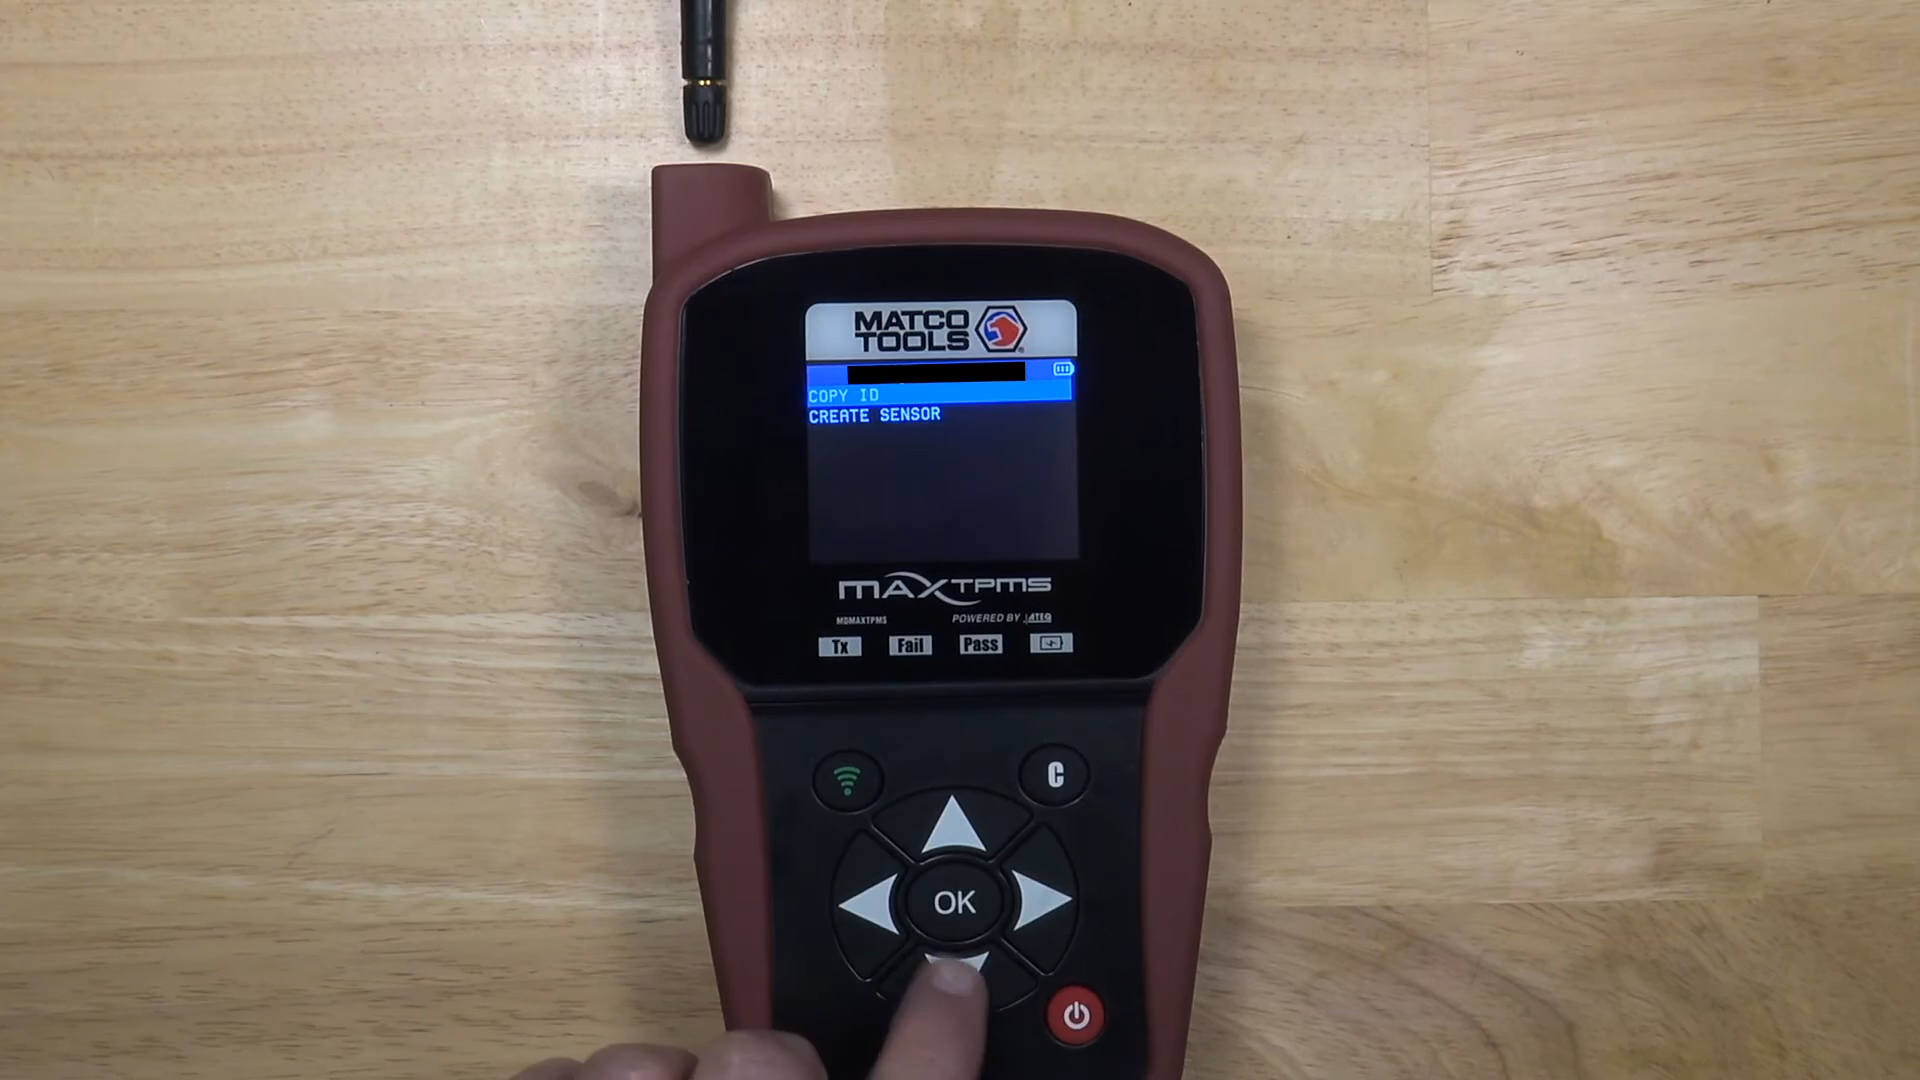 MATCO
TOOLS
COPY ID
CREATE SENSOR
MAXTPMS
MDMAXTPMS POWERED BY ATEQ
Tx Fail Pass
C
OK